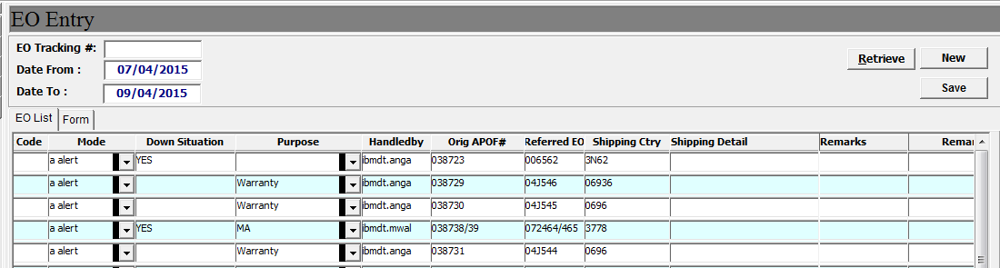 EO Entry
EO Tracking #:
Date From : 07/04/2015
Retrieve New
Date To : 09/04/2015
Save
EO List Form
Code Mode Down Situation Purpose Handledby Orig APOF# Referred EO Shipping Ctry Shipping Detail Remarks Remar
a alert YES ibmdt.anga 038723 006562 3N62
a alert Warranty ibmdt.anga 038729 04J546 06936
a alert Warranty ibmdt.anga 038730 04J545 0696
a alert YES MA ibmdt.mwal 038738/39 072464/465 3778
a alert Warranty ibmdt.anga 038731 04J544 0696